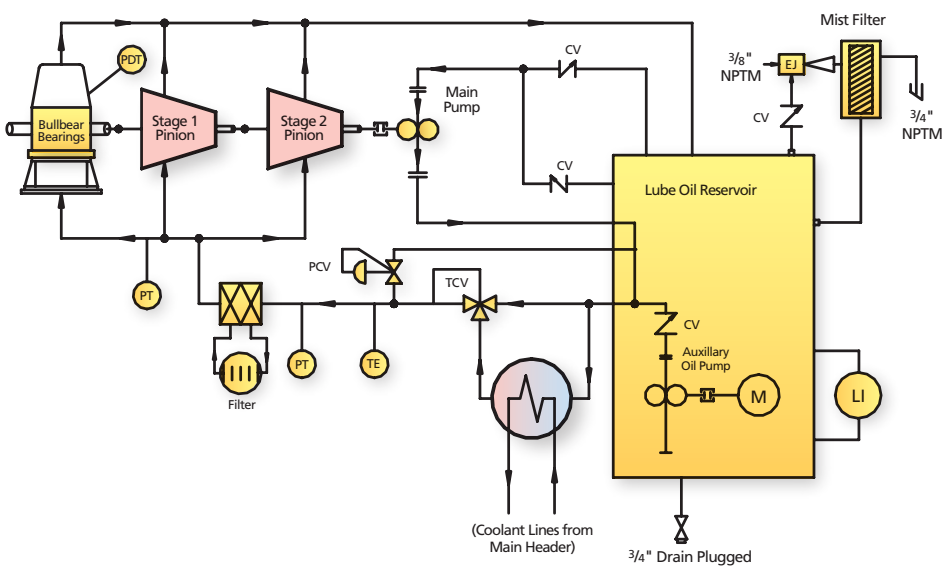 Mist Filter
CV
PDT
3/8"
NPTM
EJ
Main
Pump
3/4"
NPTM
CV
Bullbear
Bearings
Stage 1
Pinion
Stage 2
Pinion
CV
Lube Oil Reservoir
PCV
TCV
PT
CV
PT
TE
Auxillary
Oil Pump
Filter
M
LI
(Coolant Lines from
Main Header)
3/4" Drain Plugged